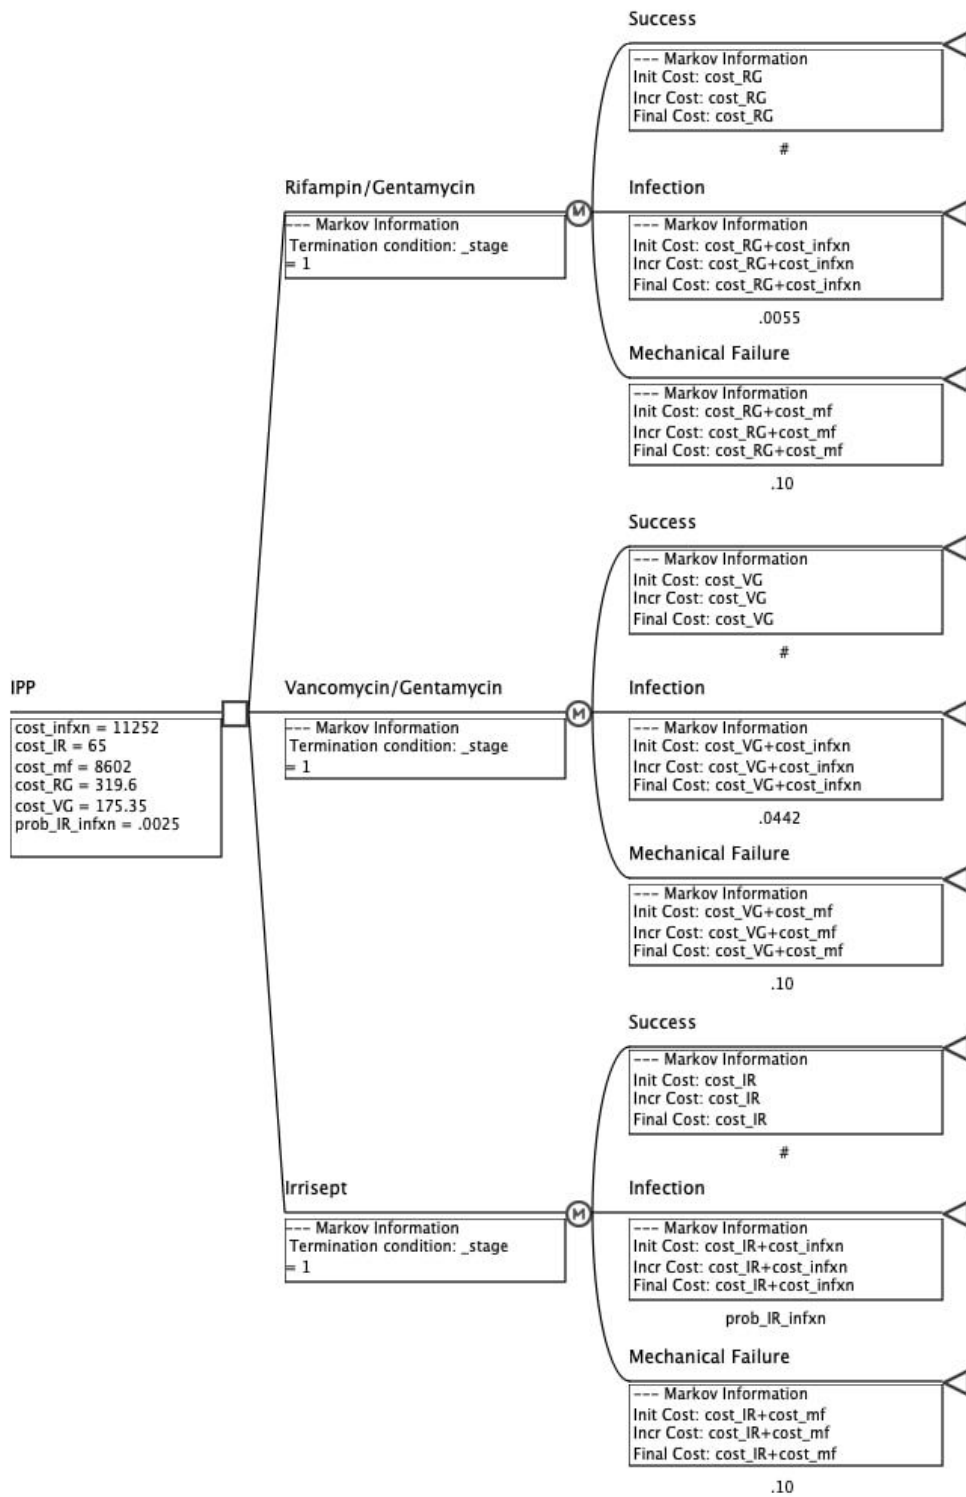 IPP
cost_infxn = 11252
cost_IR = 65
cost_mf = 8602
cost_RG = 319.6
cost_VG = 175.35
prob_IR_infxn = .0025
Rifampin/Gentamycin
--- Markov Information
Termination condition: _stage
= 1
Success
--- Markov Information
Init Cost: cost_RG
Incr Cost: cost_RG
Final Cost: cost_RG
#
Infection
--- Markov Information
Init Cost: cost_RG+cost_infxn
Incr Cost: cost_RG+cost_infxn
Final Cost: cost_RG+cost_infxn
.0055
Mechanical Failure
--- Markov Information
Init Cost: cost_RG+cost_mf
Incr Cost: cost_RG+cost_mf
Final Cost: cost_RG+cost_mf
.10
Vancomycin/Gentamycin
--- Markov Information
Termination condition: _stage
= 1
Success
--- Markov Information
Init Cost: cost_VG
Incr Cost: cost_VG
Final Cost: cost_VG
#
Infection
--- Markov Information
Init Cost: cost_VG+cost_infxn
Incr Cost: cost_VG+cost_infxn
Final Cost: cost_VG+cost_infxn
.0442
Mechanical Failure
--- Markov Information
Init Cost: cost_VG+cost_mf
Incr Cost: cost_VG+cost_mf
Final Cost: cost_VG+cost_mf
.10
Irrisept
--- Markov Information
Termination condition: _stage
= 1
Success
--- Markov Information
Init Cost: cost_IR
Incr Cost: cost_IR
Final Cost: cost_IR
#
Infection
--- Markov Information
Init Cost: cost_IR+cost_infxn
Incr Cost: cost_IR+cost_infxn
Final Cost: cost_IR+cost_infxn
prob_IR_infxn
Mechanical Failure
--- Markov Information
Init Cost: cost_IR+cost_mf
Incr Cost: cost_IR+cost_mf
Final Cost: cost_IR+cost_mf
.10
M
M
M